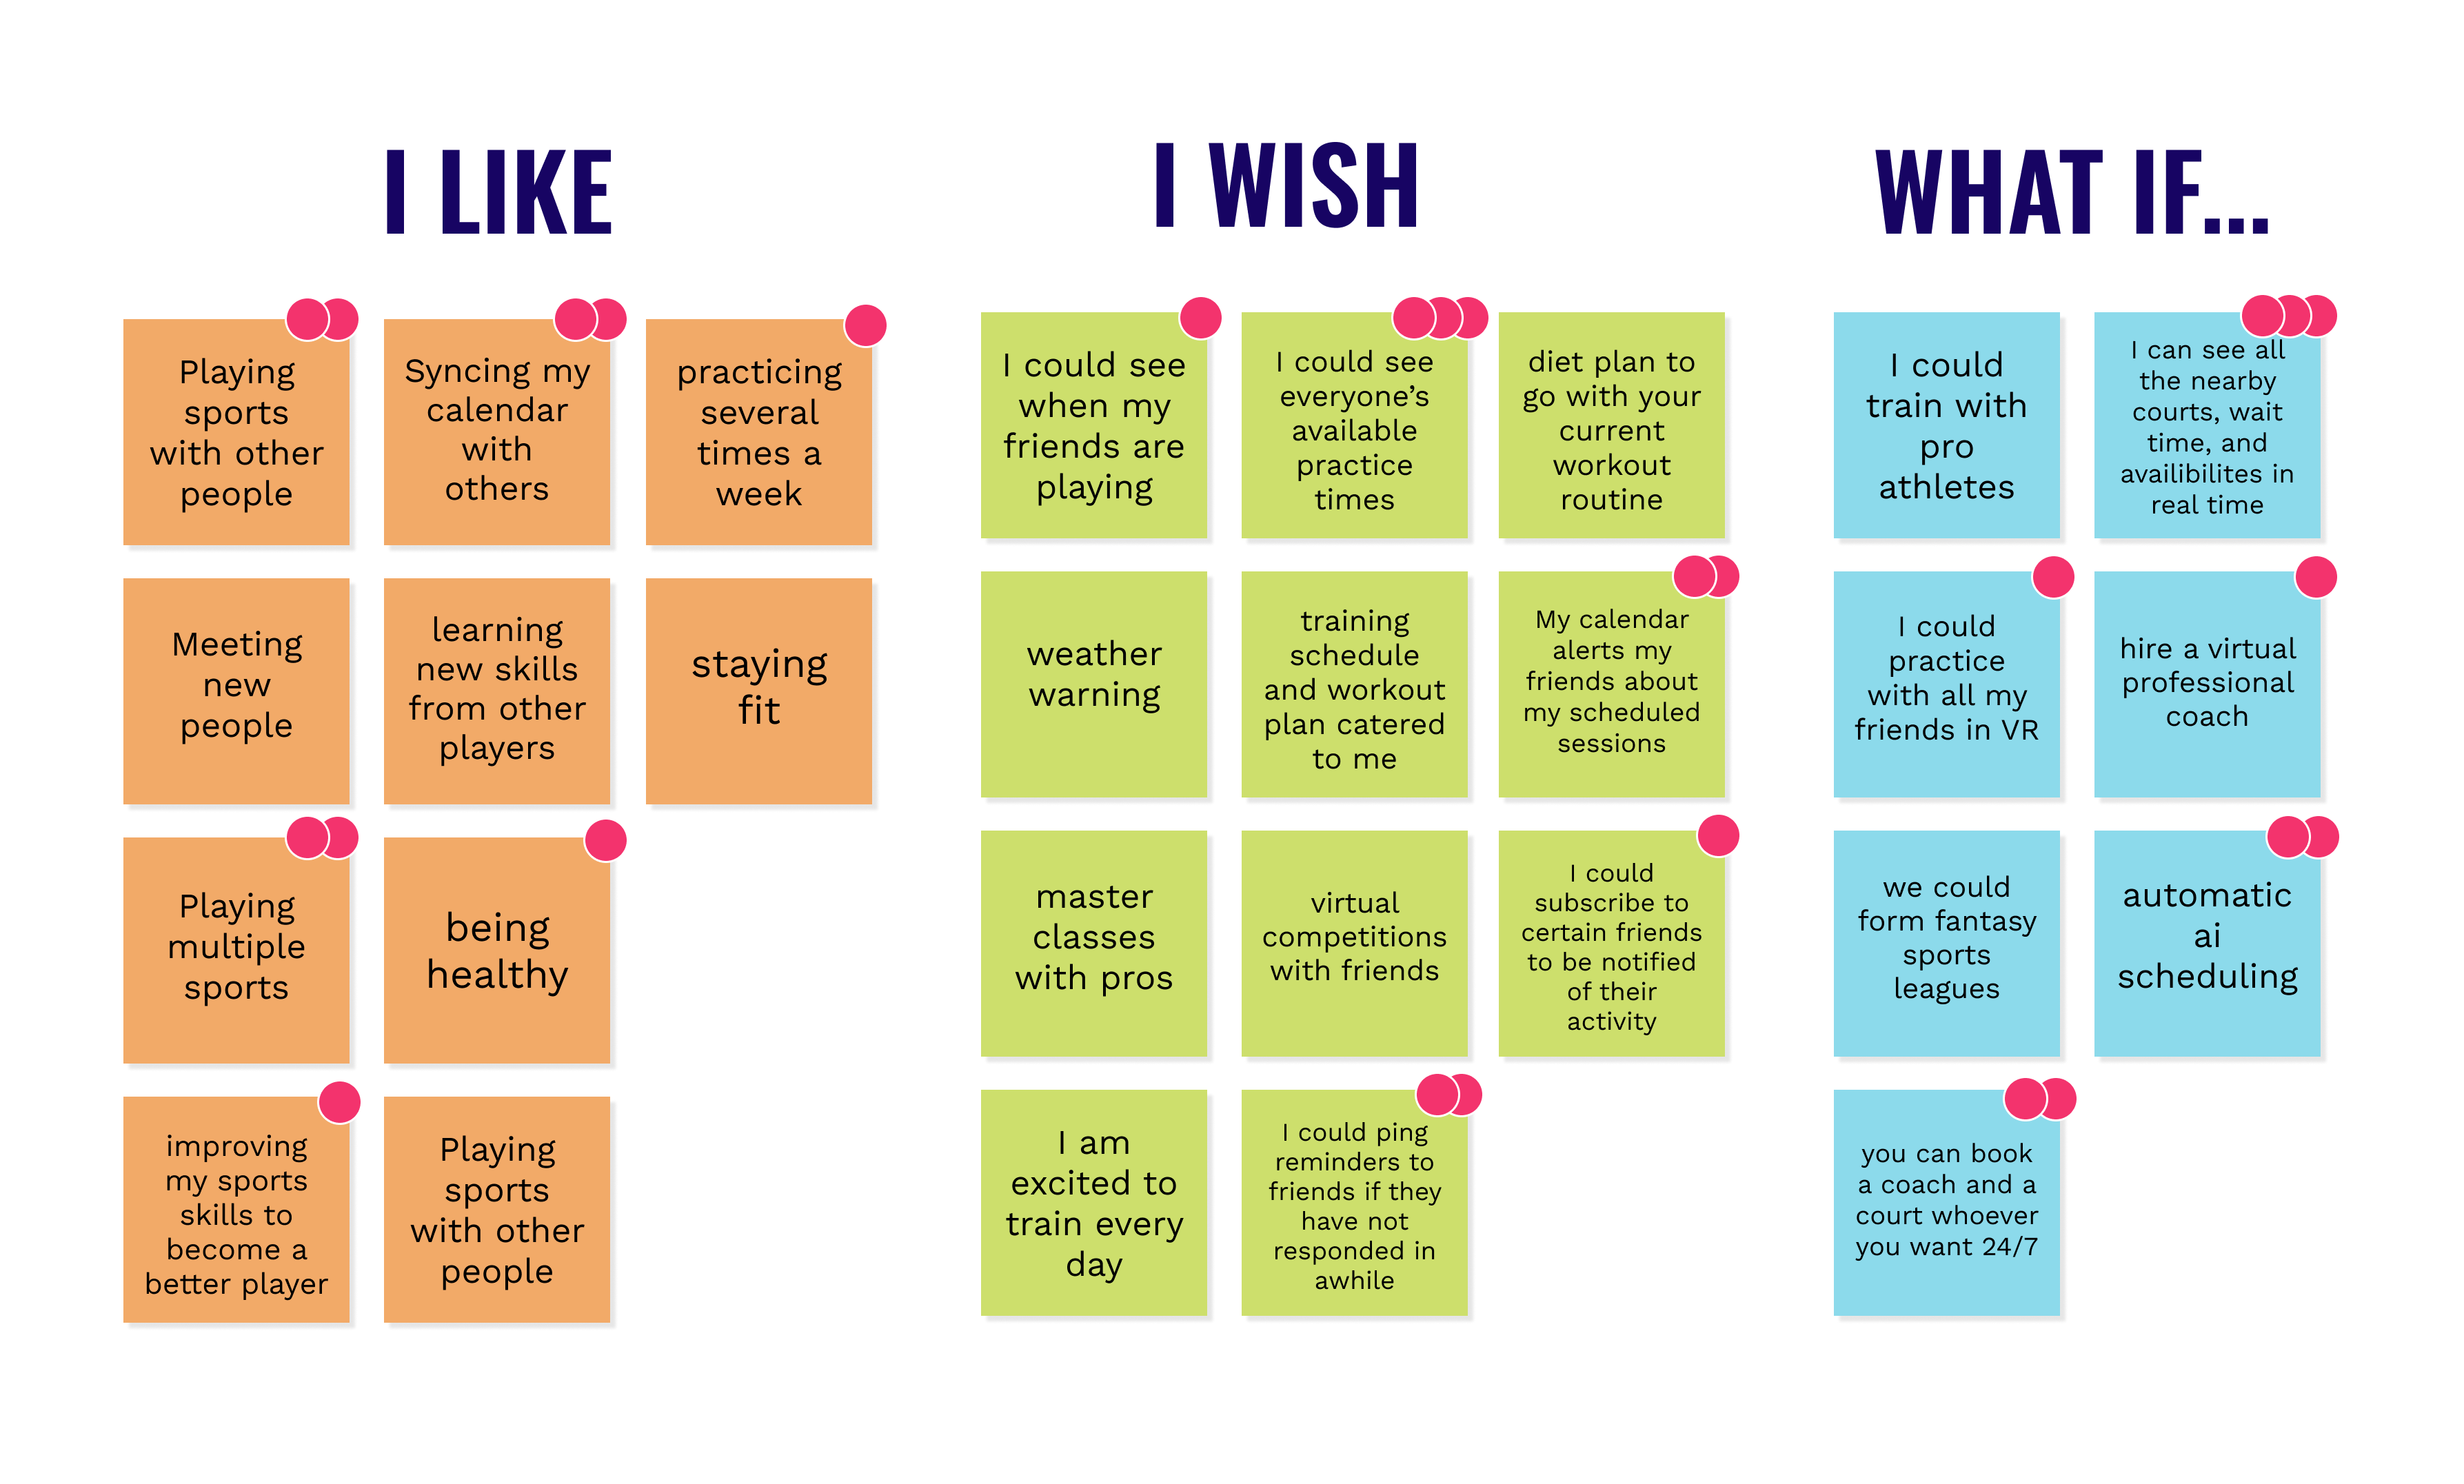 I LIKE
Playing
sports
with other
people
Syncing my
calendar
with
others
practicing
several
times a
week
Meeting
new
people
learning
new skills
from other
players
staying
fit
Playing
multiple
sports
being
healthy
improving
my sports
skills to
become a
better player
Playing
sports
with other
people
I WISH
I could see
when my
friends are
playing
I could see
everyone’s
available
practice
times
diet plan to
go with your
current
workout
routine
weather
warning
training
schedule
and workout
plan catered
to me
My calendar
alerts my
friends about
my scheduled
sessions
master
classes
with pros
virtual
competitions
with friends
I could
subscribe to
certain friends
to be notified
of their
activity
I am
excited to
train every
day
I could ping
reminders to
friends if they
have not
responded in
awhile
WHAT IF...
I could
train with
pro
athletes
I can see all
the nearby
courts, wait
time, and
availibilites in
real time
I could
practice
with all my
friends in VR
hire a virtual
professional
coach
we could
form fantasy
sports
leagues
automatic
ai
scheduling
you can book
a coach and a
court whoever
you want 24/7